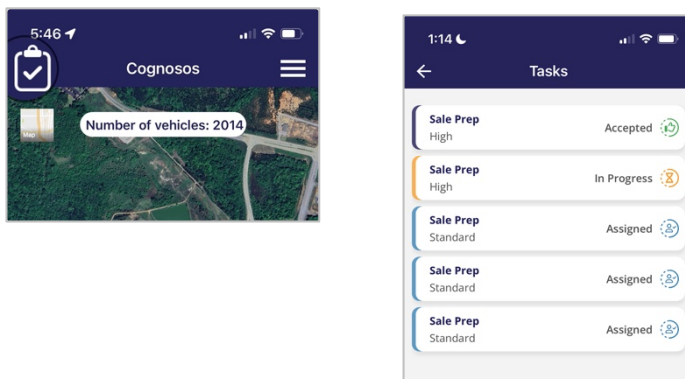 5:46
Cognosos
Map
Number of vehicles: 2014
1:14
Tasks
Sale Prep
High
Accepted
Sale Prep
High
In Progress
Sale Prep
Standard
Assigned
Sale Prep
Standard
Assigned
Sale Prep
Standard
Assigned